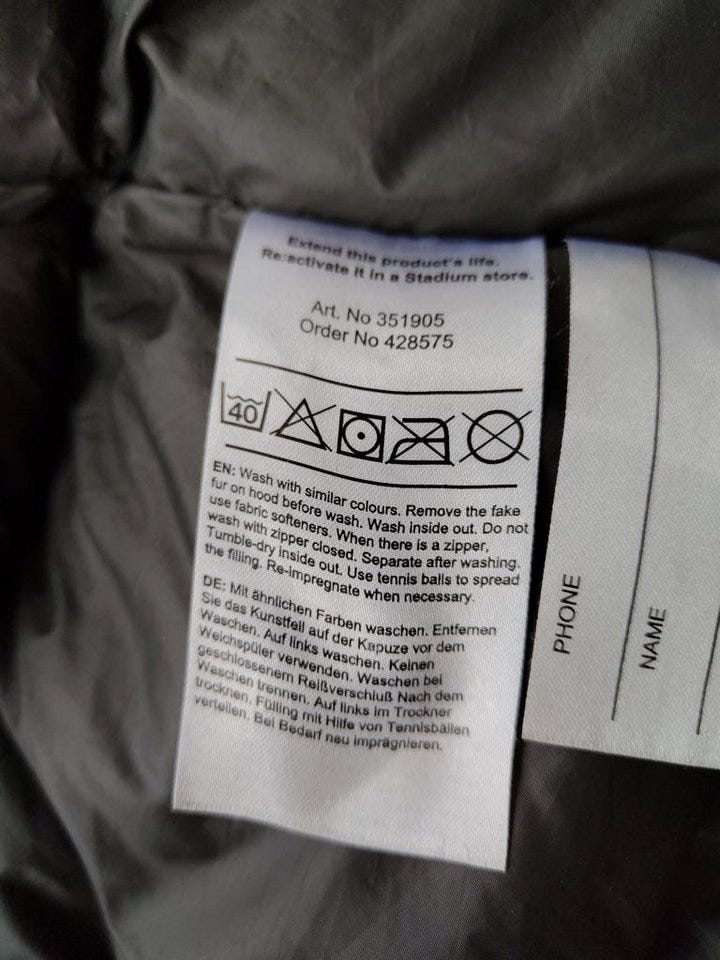 Extend this product's life.
Re:activate it in a Stadium store.
Art. No 351905
Order No 428575
40
EN: Wash with similar colours. Remove the fake
fur on hood before wash. Wash inside out. Do not
use fabric softeners. When there is a zipper,
wash with zipper closed. Separate after washing.
Tumble-dry inside out. Use tennis balls to spread
the filling. Re-impregnate when necessary.
DE: Mit ähnlichen Farben waschen. Entfernen
Sie das Kunstfell auf der Kapuze vor dem
Waschen. Auf links waschen. Keinen
Weichspüler verwenden. Waschen bei
geschlossenem Reißverschluß Nach dem
Waschen trennen. Auf links im Trockner
trocknen. Fülling mit Hilfe von Tennisbällen
verteilen. Bei Bedarf neu imprägnieren.
PHONE
NAME